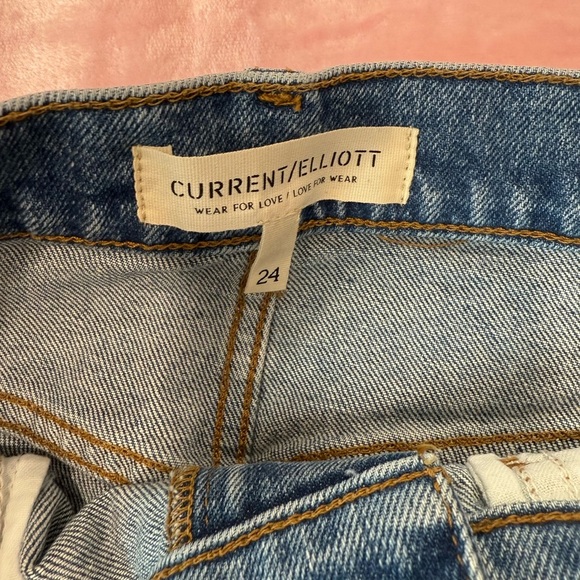 CURRENT/ELLIOTT
WEAR FOR LOVE / LOVE FOR WEAR
24